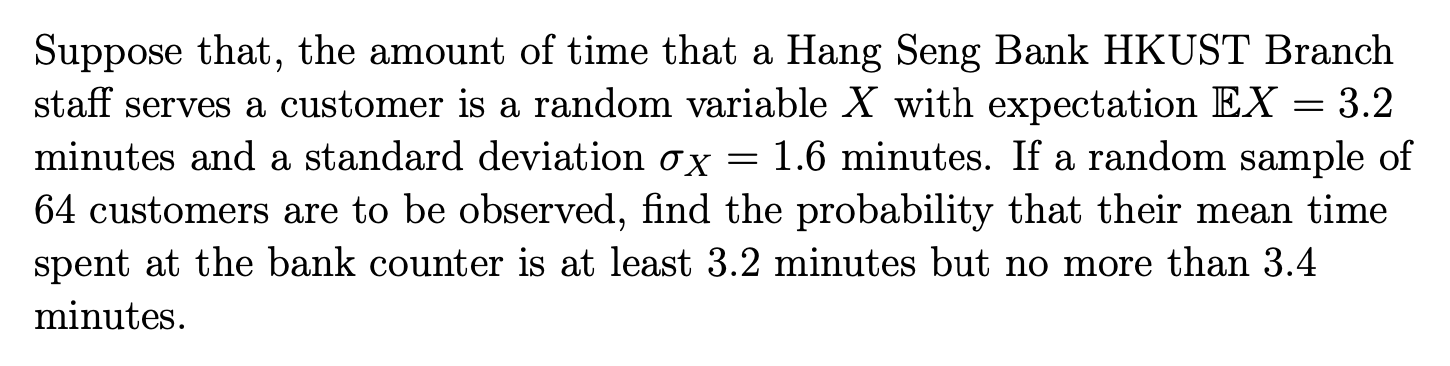 Suppose that, the amount of time that a Hang Seng Bank HKUST Branch
staff serves a customer is a random variable X with expectation 𝔼X = 3.2
minutes and a standard deviation σ_X = 1.6 minutes. If a random sample of
64 customers are to be observed, find the probability that their mean time
spent at the bank counter is at least 3.2 minutes but no more than 3.4
minutes.